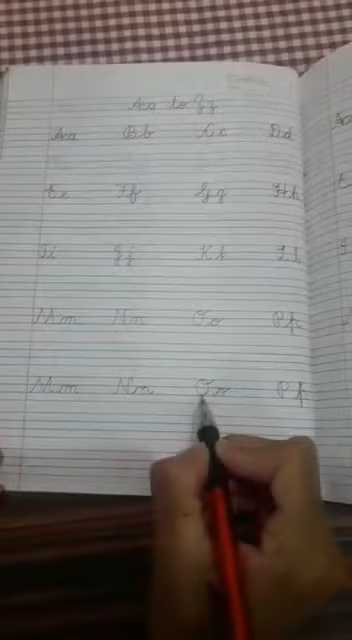 Aa to Zz
Aa Bb Cc Dd
Ee Ff Gg Hh
Ii Jj Kk Ll
Mm Nn Oo Pp
Mm Nn Oo Pp